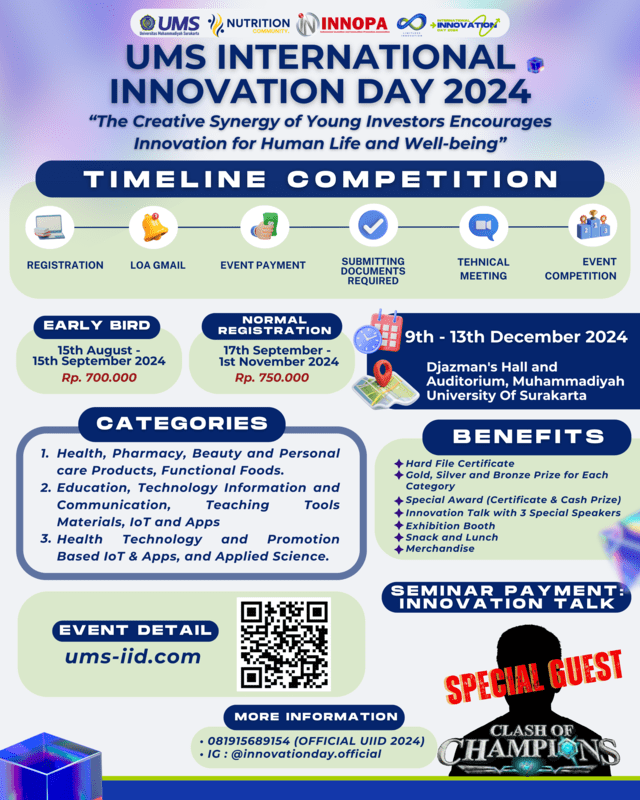 UMS
Universitas Muhammadiyah Surakarta
NUTRITION
COMMUNITY.
INNOPA
INTERNATIONAL
INNOVATION
DAY 2024
UMS INTERNATIONAL
INNOVATION DAY 2024
“The Creative Synergy of Young Investors Encourages
Innovation for Human Life and Well-being”
TIMELINE COMPETITION
REGISTRATION
LOA GMAIL
EVENT PAYMENT
SUBMITTING
DOCUMENTS
REQUIRED
TEHNICAL
MEETING
EVENT
COMPETITION
EARLY BIRD
15th August -
15th September 2024
Rp. 700.000
NORMAL
REGISTRATION
17th September -
1st November 2024
Rp. 750.000
9th - 13th December 2024
Djazman's Hall and
Auditorium, Muhammadiyah
University Of Surakarta
CATEGORIES
1. Health, Pharmacy, Beauty and Personal
care Products, Functional Foods.
2. Education, Technology Information and
Communication, Teaching Tools
Materials, IoT and Apps
3. Health Technology and Promotion
Based IoT & Apps, and Applied Science.
BENEFITS
Hard File Certificate
Gold, Silver and Bronze Prize for Each
Category
Special Award (Certificate & Cash Prize)
Innovation Talk with 3 Special Speakers
Exhibition Booth
Snack and Lunch
Merchandise
EVENT DETAIL
ums-iid.com
SEMINAR PAYMENT:
INNOVATION TALK
SPECIAL GUEST
CLASH OF
CHAMPIONS
MORE INFORMATION
• 081915689154 (OFFICIAL UIID 2024)
• IG : @innovationday.official